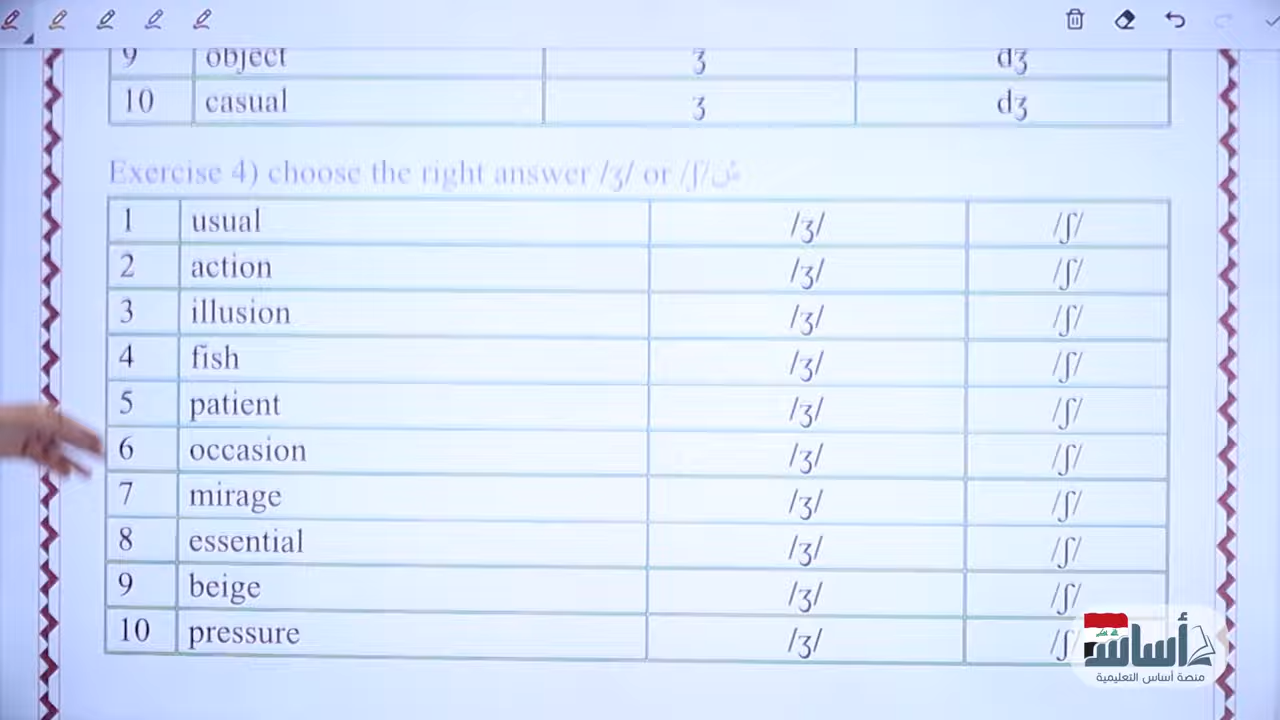 9 object ʒ dʒ
10 casual ʒ dʒ
Exercise 4) choose the right answer /ʒ/ or /ʃ/ش
1 usual /ʒ/ /ʃ/
2 action /ʒ/ /ʃ/
3 illusion /ʒ/ /ʃ/
4 fish /ʒ/ /ʃ/
5 patient /ʒ/ /ʃ/
6 occasion /ʒ/ /ʃ/
7 mirage /ʒ/ /ʃ/
8 essential /ʒ/ /ʃ/
9 beige /ʒ/ /ʃ/
10 pressure /ʒ/ /ʃ
أساس
منصة أساس التعليمية